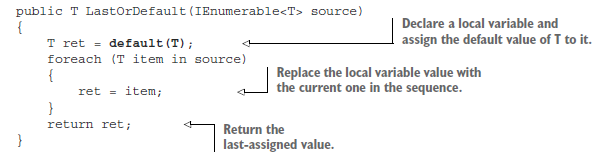 public T LastOrDefault(IEnumerable<T> source)
{
T ret = default(T);
Declare a local variable and
assign the default value of T to it.
foreach (T item in source)
{
ret = item;
Replace the local variable value with
the current one in the sequence.
}
return ret;
Return the
last-assigned value.
}